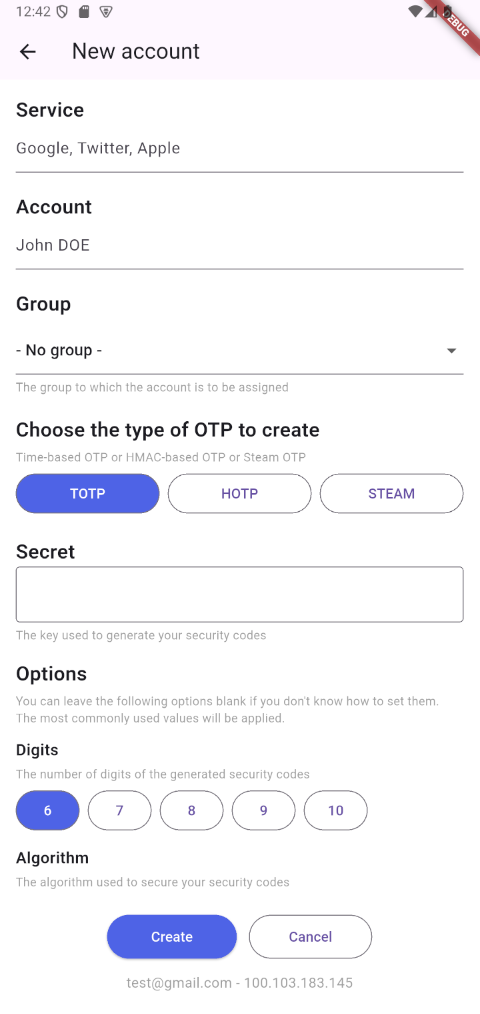 12:42
New account
Service
Google, Twitter, Apple
Account
John DOE
Group
- No group -
The group to which the account is to be assigned
Choose the type of OTP to create
Time-based OTP or HMAC-based OTP or Steam OTP
TOTP HOTP STEAM
Secret
The key used to generate your security codes
Options
You can leave the following options blank if you don't know how to set them.
The most commonly used values will be applied.
Digits
The number of digits of the generated security codes
6 7 8 9 10
Algorithm
The algorithm used to secure your security codes
Create Cancel
test@gmail.com - 100.103.183.145